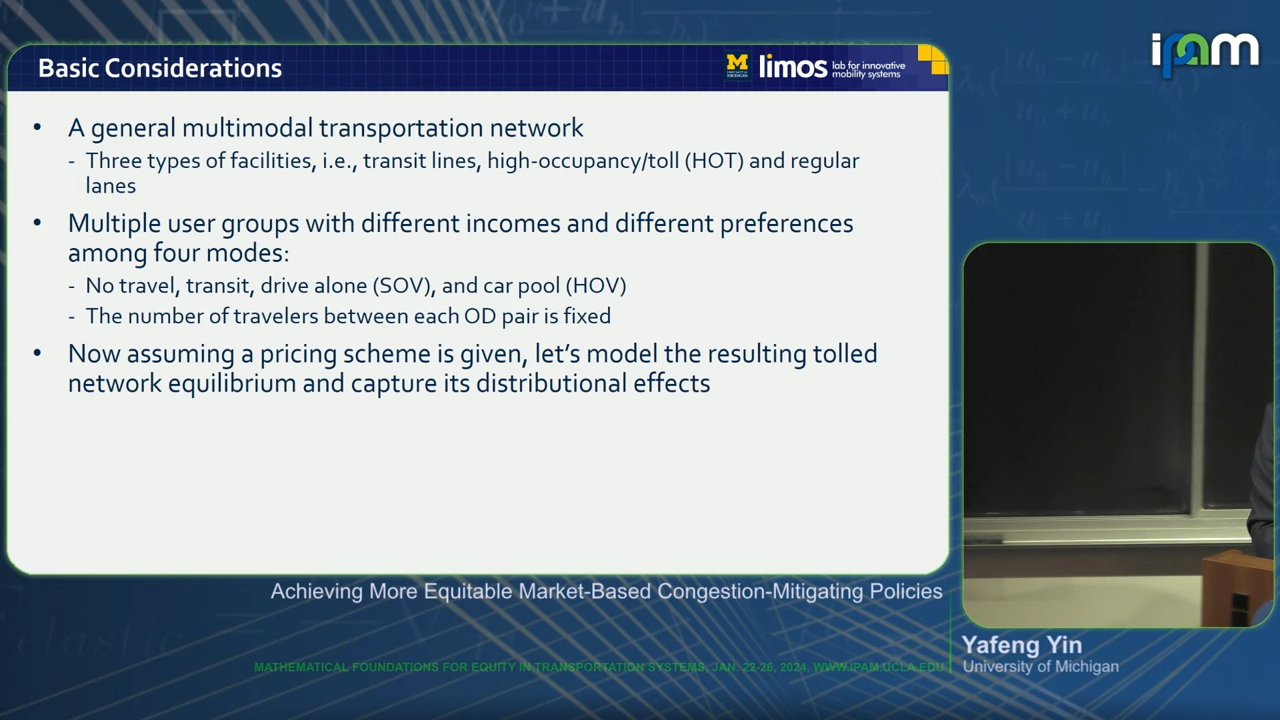 ipam
Basic Considerations
M
limos lab for innovative
mobility systems
• A general multimodal transportation network
- Three types of facilities, i.e., transit lines, high-occupancy/toll (HOT) and regular
lanes
• Multiple user groups with different incomes and different preferences
among four modes:
- No travel, transit, drive alone (SOV), and car pool (HOV)
- The number of travelers between each OD pair is fixed
• Now assuming a pricing scheme is given, let's model the resulting tolled
network equilibrium and capture its distributional effects
Achieving More Equitable Market-Based Congestion-Mitigating Policies
Yafeng Yin
University of Michigan
MATHEMATICAL FOUNDATIONS FOR EQUITY IN TRANSPORTATION SYSTEMS, JAN. 22-26, 2024, WWW.IPAM.UCLA.EDU
elastic